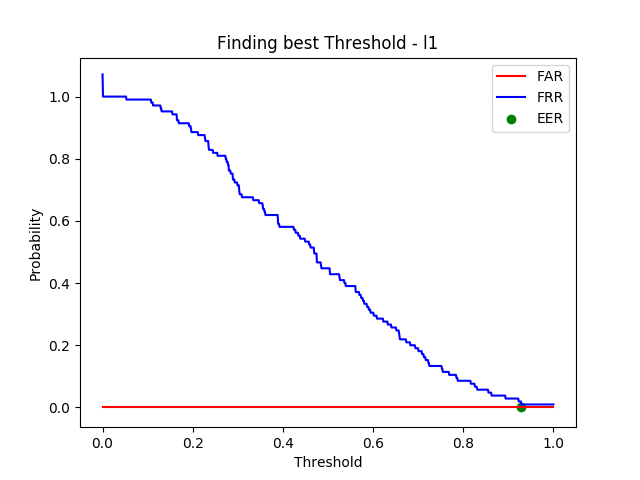 Finding best Threshold - l1
FAR
FRR
EER
Probability
1.0
0.8
0.6
0.4
0.2
0.0
0.0 0.2 0.4 0.6 0.8 1.0
Threshold